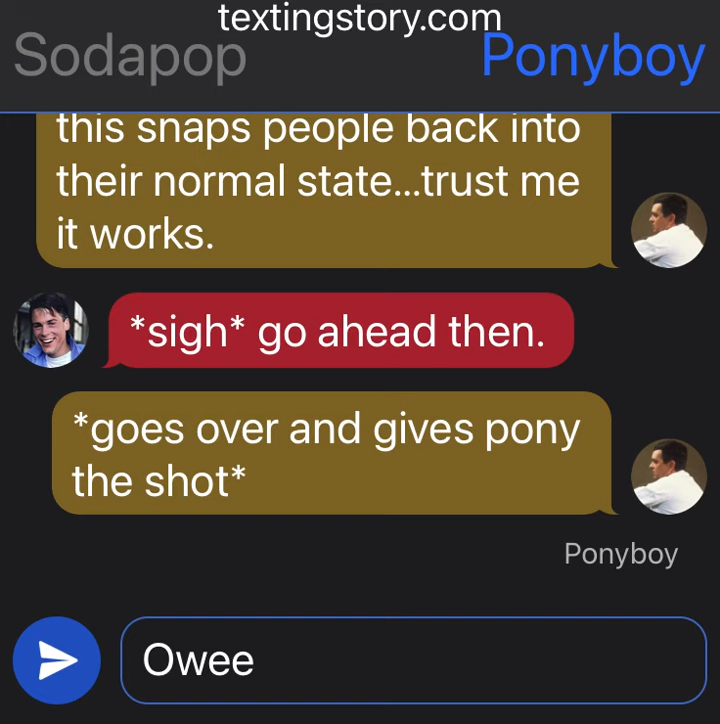 textingstory.com
Sodapop Ponyboy
this snaps people back into
their normal state...trust me
it works.
*sigh* go ahead then.
*goes over and gives pony
the shot*
Ponyboy
Owee